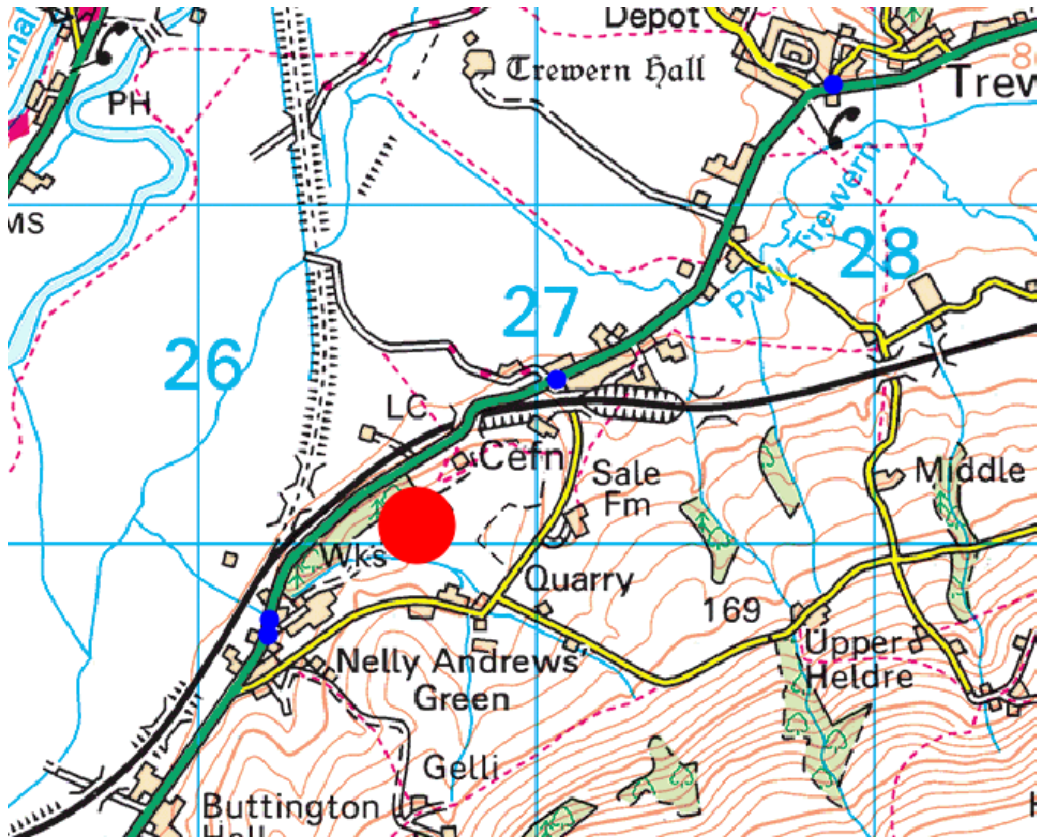 Depot
Trewern Hall
Trew
PH
Pwll Trewern
MS
28
27
26
LC
Cefn
Sale
Fm
Middle
Wks
Quarry
169
Nelly Andrews'
Green
Upper
Heldre
Gelli
Buttington
Hall